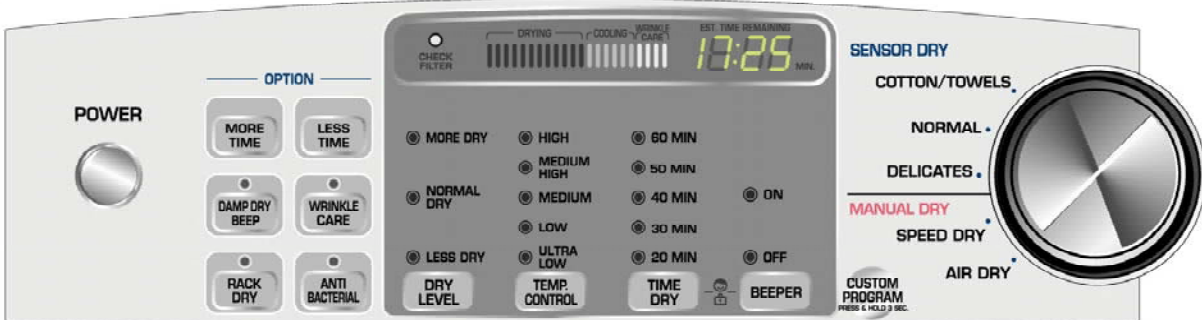 POWER
OPTION
MORE
TIME
LESS
TIME
DAMP DRY
BEEP
WRINKLE
CARE
RACK
DRY
ANTI
BACTERIAL
CHECK
FILTER
DRYING
COOLING
WRINKLE
CARE
EST. TIME REMAINING
17:25
MIN.
MORE DRY
NORMAL
DRY
LESS DRY
DRY
LEVEL
HIGH
MEDIUM
HIGH
MEDIUM
LOW
ULTRA
LOW
TEMP.
CONTROL
60 MIN
50 MIN
40 MIN
30 MIN
20 MIN
TIME
DRY
ON
OFF
BEEPER
SENSOR DRY
COTTON/TOWELS
NORMAL
DELICATES
MANUAL DRY
SPEED DRY
AIR DRY
CUSTOM
PROGRAM
PRESS & HOLD 3 SEC.